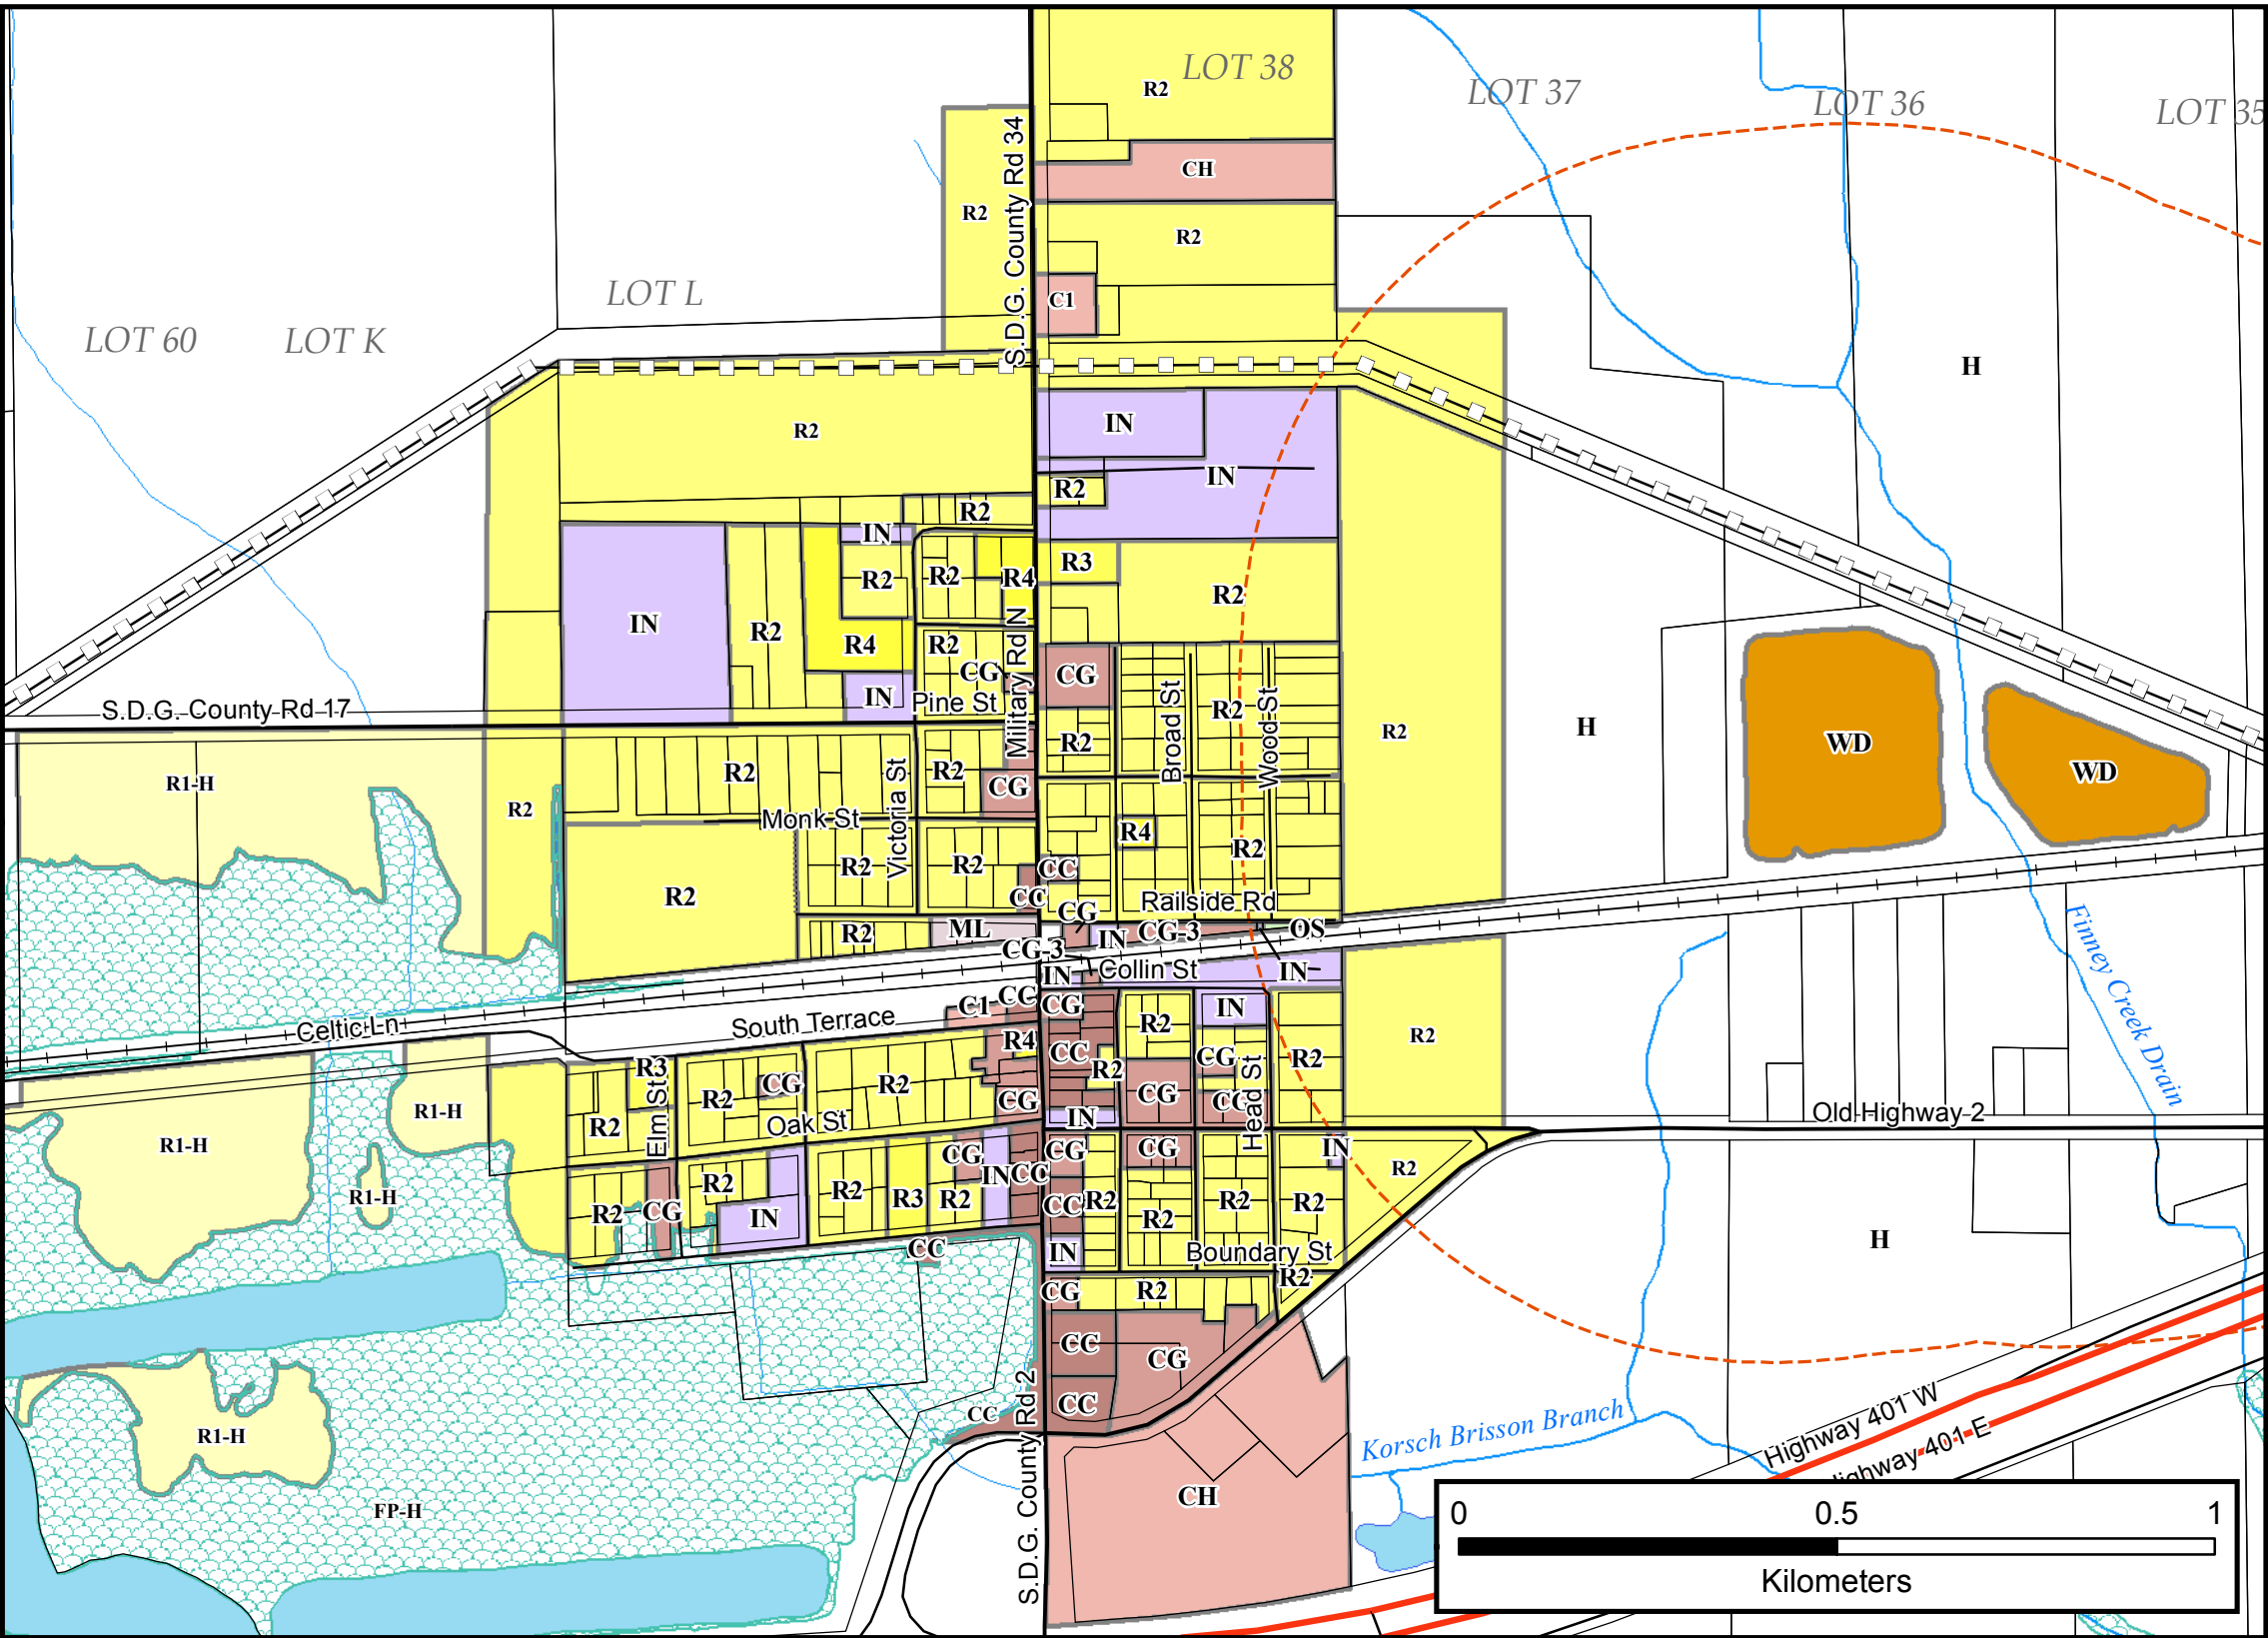 LOT 38
R2
LOT 37
LOT 36
LOT 35
CH
S.D.G. County Rd 34
R2
R2
LOT L
C1
LOT 60
LOT K
H
IN
R2
IN
R2
R2
IN
R3
R2
R2
R4
R2
IN
R2
R4
R2
CG
CG
IN
Pine St
Military Rd N
Broad St
Wood St
R2
S.D.G. County Rd 17
R2
H
WD
WD
R2
R2
R2
CG
R1-H
R2
Monk St
Victoria St
R4
R2
R2
R2
R2
CC
CC
Railside Rd
CG
R2
ML
IN
CG-3
OS
CG-3
IN
Collin St
IN
Finney Creek Drain
C1
CC
CG
IN
South Terrace
Celtic Ln
R2
R4
CC
R2
CG
R2
R2
R3
Elm St
R2
CG
R2
CG
CG
CG
Head St
R1-H
R2
Oak St
IN
Old Highway 2
R1-H
CG
IN
CC
CG
CG
IN
R2
R1-H
R2
CG
R2
IN
R2
R3
R2
CC
R2
R2
R2
R2
CC
IN
Boundary St
H
CG
R2
R2
CC
CG
CC
CC
S.D.G. County Rd 2
R1-H
Korsch Brisson Branch
Highway 401 W
Highway 401 E
CH
FP-H
0
0.5
1
Kilometers